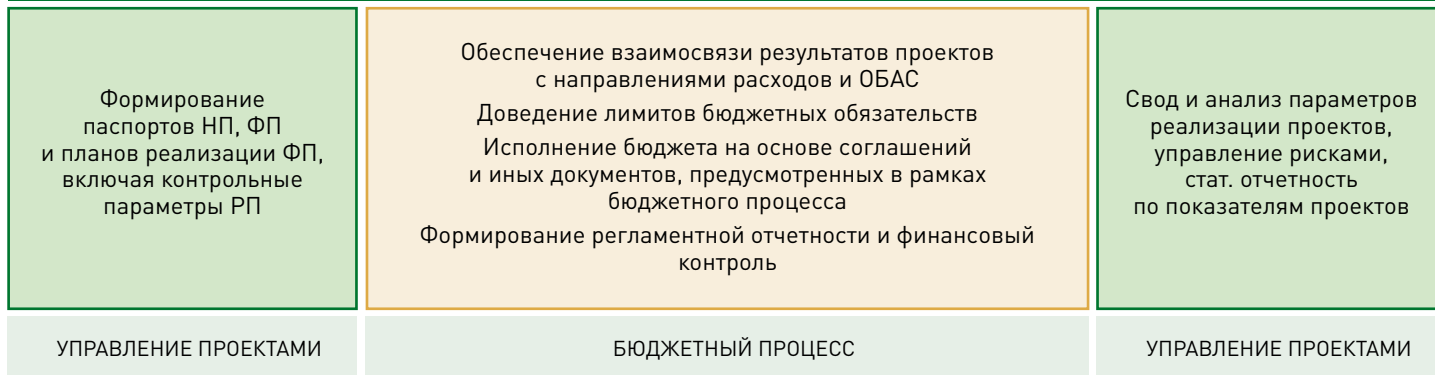 Формирование
паспортов НП, ФП
и планов реализации ФП,
включая контрольные
параметры РП
Обеспечение взаимосвязи результатов проектов
с направлениями расходов и ОБАС
Доведение лимитов бюджетных обязательств
Исполнение бюджета на основе соглашений
и иных документов, предусмотренных в рамках
бюджетного процесса
Формирование регламентной отчетности и финансовый
контроль
Свод и анализ параметров
реализации проектов,
управление рисками,
стат. отчетность
по показателям проектов
УПРАВЛЕНИЕ ПРОЕКТАМИ
БЮДЖЕТНЫЙ ПРОЦЕСС
УПРАВЛЕНИЕ ПРОЕКТАМИ